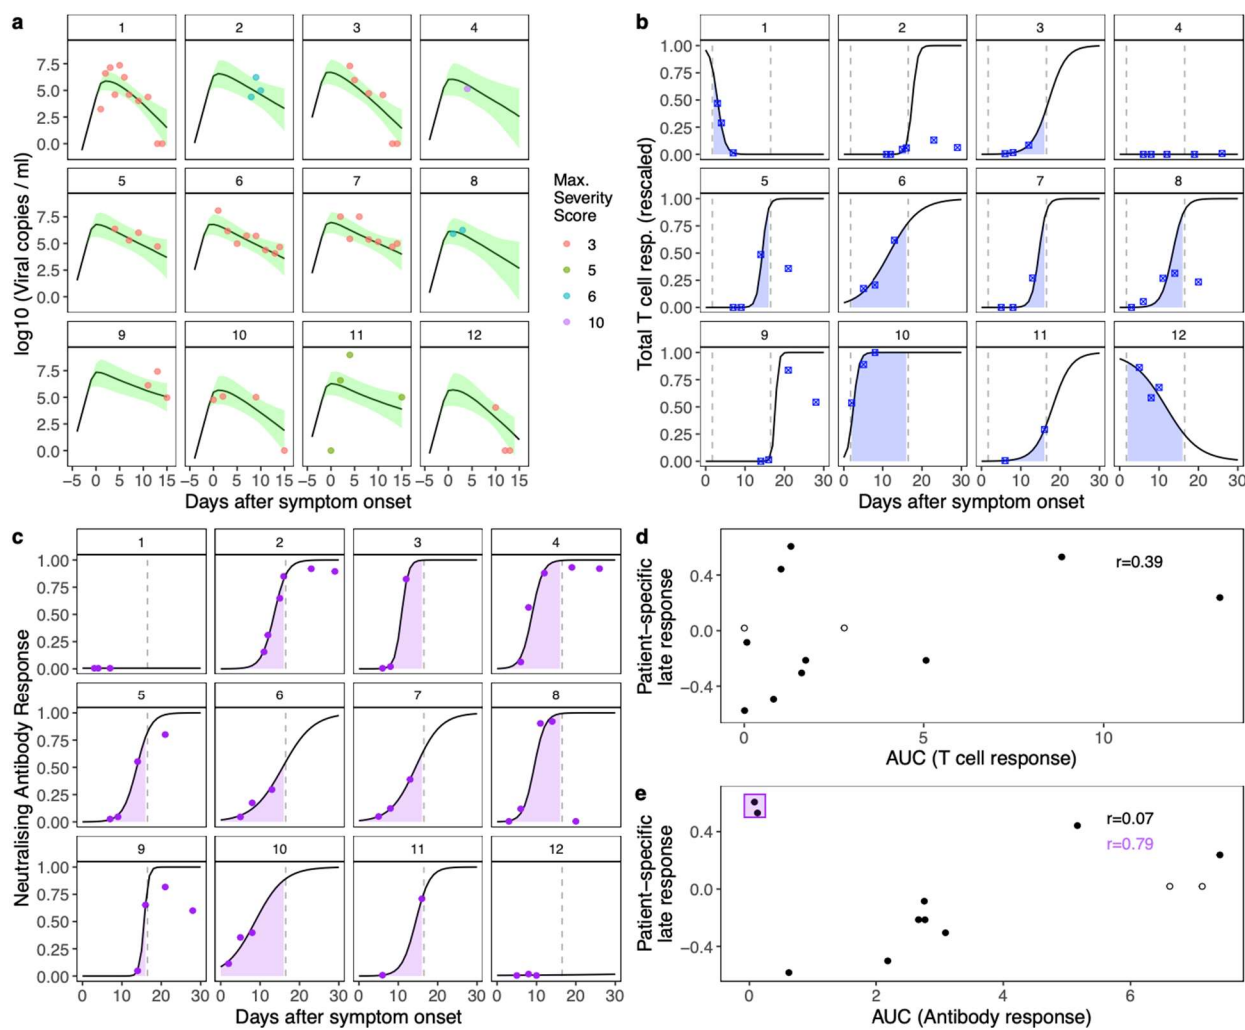 a
1 2 3 4
7.5
5.0
2.5
0.0
5 6 7 8
7.5
5.0
2.5
0.0
9 10 11 12
7.5
5.0
2.5
0.0
−5 0 5 10 15 −5 0 5 10 15 −5 0 5 10 15 −5 0 5 10 15
Days after symptom onset
log10 (Viral copies / ml)
Max.
Severity
Score
3
5
6
10
b
1 2 3 4
1.00
0.75
0.50
0.25
0.00
5 6 7 8
1.00
0.75
0.50
0.25
0.00
9 10 11 12
1.00
0.75
0.50
0.25
0.00
0 10 20 30 0 10 20 30 0 10 20 30 0 10 20 30
Days after symptom onset
Total T cell resp. (rescaled)
c
1 2 3 4
1.00
0.75
0.50
0.25
0.00
5 6 7 8
1.00
0.75
0.50
0.25
0.00
9 10 11 12
1.00
0.75
0.50
0.25
0.00
0 10 20 30 0 10 20 30 0 10 20 30 0 10 20 30
Days after symptom onset
Neutralising Antibody Response
d
Patient−specific
late response
0.4
0.0
−0.4
r=0.39
0 5 10
AUC (T cell response)
e
Patient−specific
late response
0.4
0.0
−0.4
r=0.07
r=0.79
0 2 4 6
AUC (Antibody response)